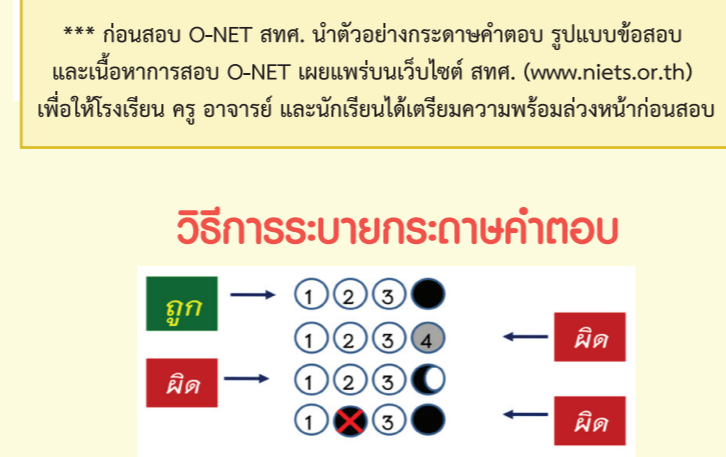 *** ก่อนสอบ O-NET สทศ. นำตัวอย่างกระดาษคำตอบ รูปแบบข้อสอบ
และเนื้อหาการสอบ O-NET เผยแพร่บนเว็บไซต์ สทศ. (www.niets.or.th)
เพื่อให้โรงเรียน ครู อาจารย์ และนักเรียนได้เตรียมความพร้อมล่วงหน้าก่อนสอบ
วิธีการระบายกระดาษคำตอบ
ถูก 1 2 3
1 2 3 4 ผิด
ผิด 1 2 3
1 3 ผิด